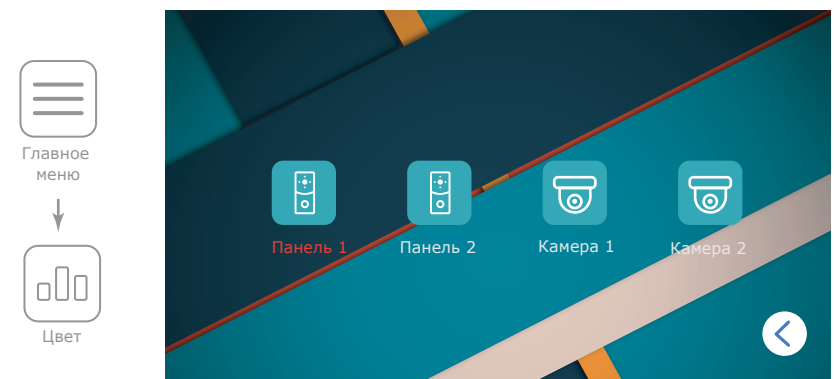 Главное
меню
Цвет
Панель 1
Панель 2
Камера 1
Камера 2